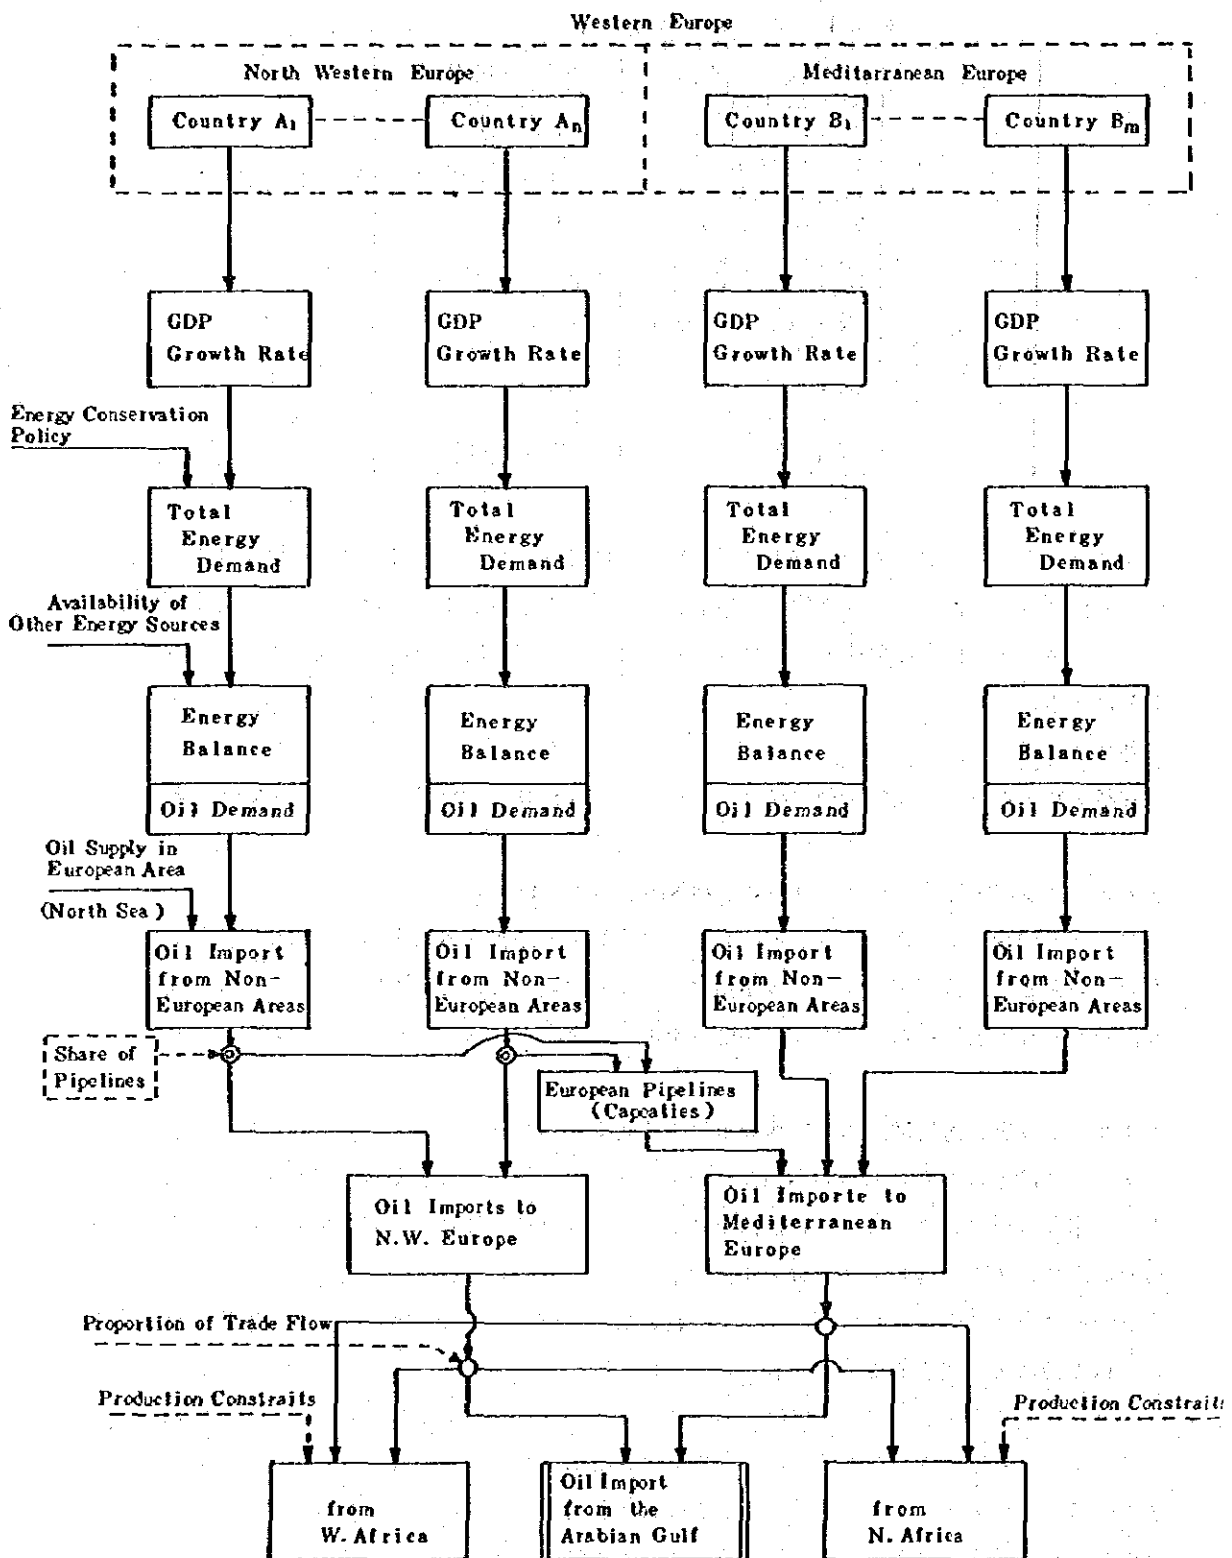 Western Europe
North Western Europe
Meditarranean Europe
Country A1
Country An
Country B1
Country Bm
GDP
Growth Rate
GDP
Growth Rate
GDP
Growth Rate
GDP
Growth Rate
Energy Conservation
Policy
Total
Energy
Demand
Total
Energy
Demand
Total
Energy
Demand
Total
Energy
Demand
Availability of
Other Energy Sources
Energy
Balance
Oil Demand
Energy
Balance
Oil Demand
Energy
Balance
Oil Demand
Energy
Balance
Oil Demand
Oil Supply in
European Area
(North Sea)
Oil Import
from Non-
European Areas
Oil Import
from Non-
European Areas
Oil Import
from Non-
European Areas
Oil Import
from Non-
European Areas
Share of
Pipelines
European Pipelines
(Capcaties)
Oil Imports to
N.W. Europe
Oil Importe to
Mediterranean
Europe
Proportion of Trade Flow
Production Constraits
Production Constraits
from
W. Africa
Oil Import
from the
Arabian Gulf
from
N. Africa